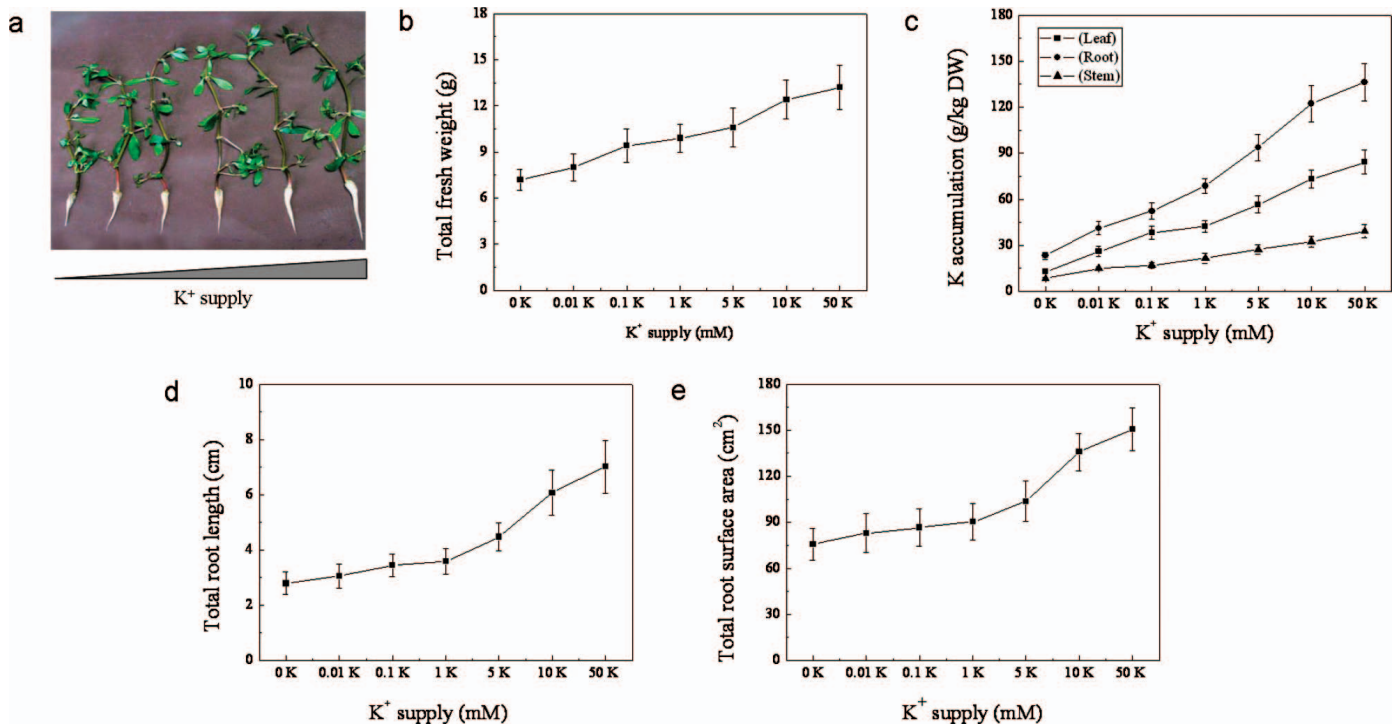 a
K⁺ supply
b
Total fresh weight (g)
18
15
12
9
6
3
0
0 K 0.01 K 0.1 K 1 K 5 K 10 K 50 K
K⁺ supply (mM)
c
K accumulation (g/kg DW)
180
150
120
90
60
30
0
(Leaf)
(Root)
(Stem)
0 K 0.01 K 0.1 K 1 K 5 K 10 K 50 K
K⁺ supply (mM)
d
Total root length (cm)
10
8
6
4
2
0
0 K 0.01 K 0.1 K 1 K 5 K 10 K 50 K
K⁺ supply (mM)
e
Total root surface area (cm²)
180
150
120
90
60
30
0
0 K 0.01 K 0.1 K 1 K 5 K 10 K 50 K
K⁺ supply (mM)